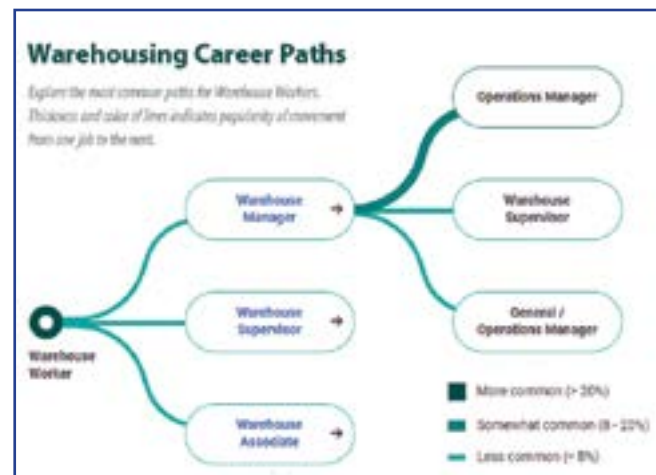 Warehousing Career Paths
Explore the most common paths for Warehouse Workers.
Thickness and color of lines indicates popularity of movement
from one job to the next.
Operations Manager
Warehouse
Manager
Warehouse
Supervisor
Warehouse
Supervisor
General /
Operations Manager
Warehouse
Worker
Warehouse
Associate
More common (> 20%)
Somewhat common (8 - 20%)
Less common (< 8%)